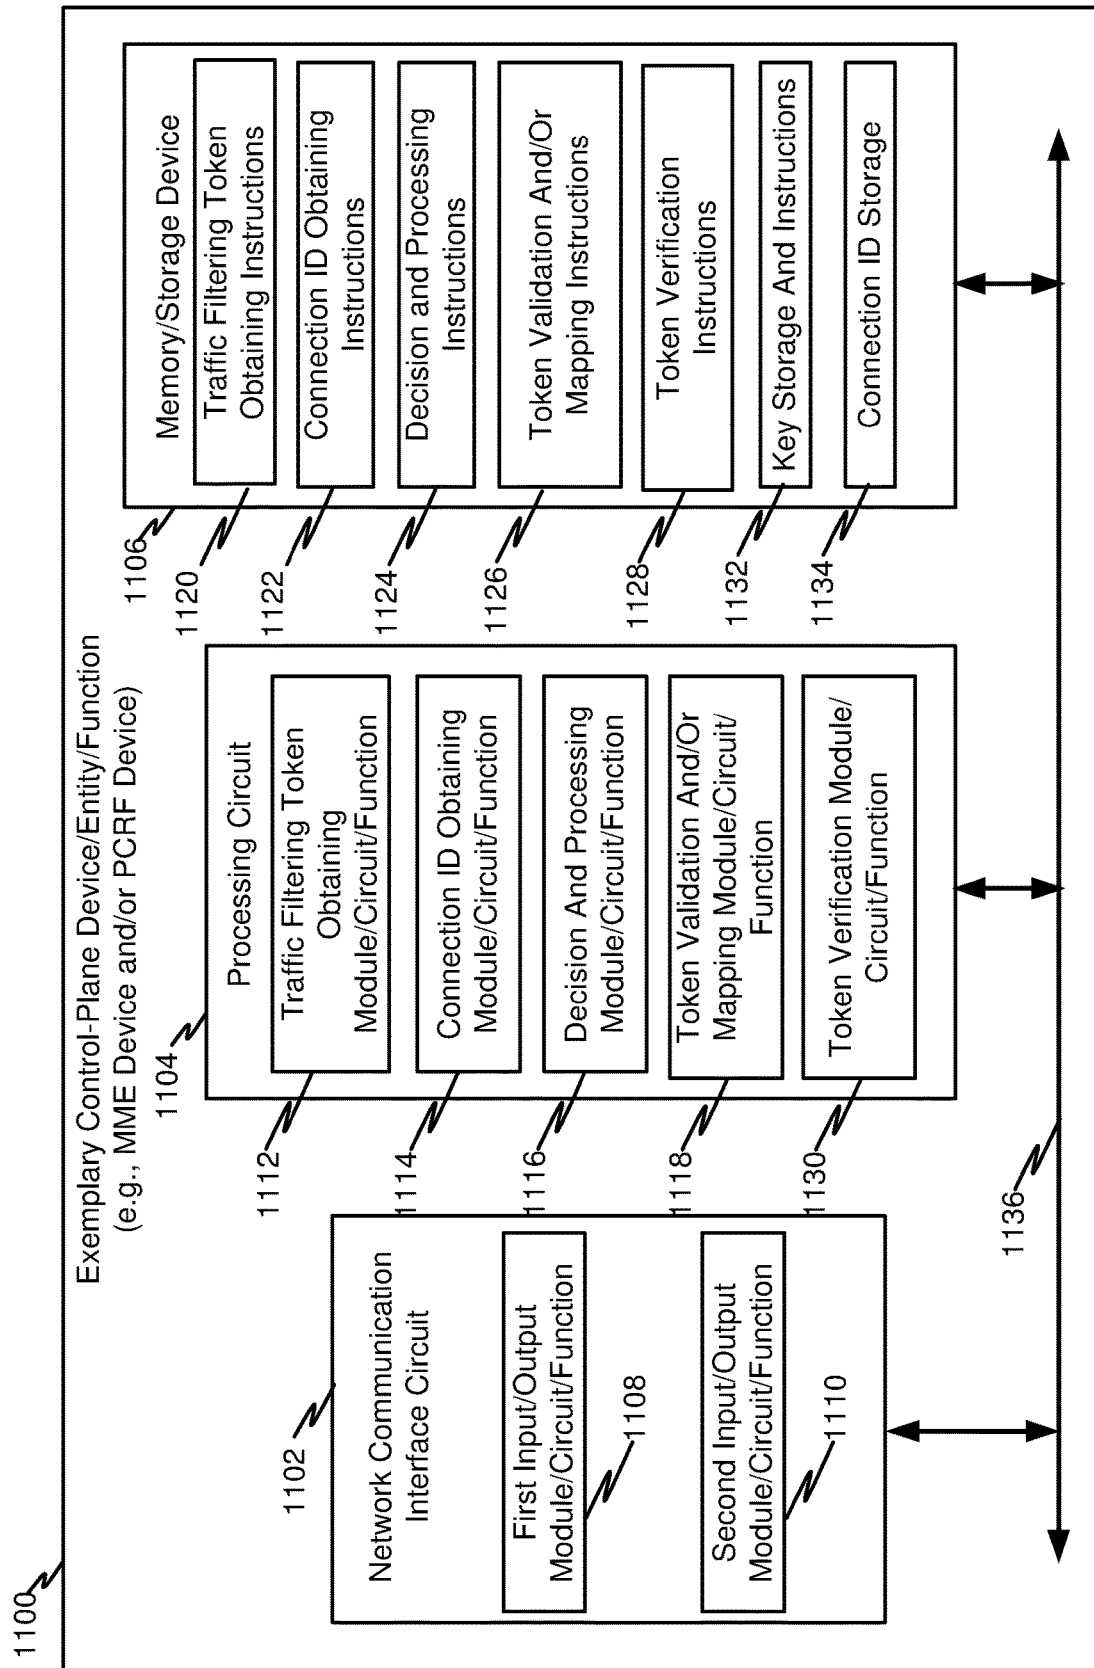 1100
Exemplary Control-Plane Device/Entity/Function
(e.g., MME Device and/or PCRF Device)
1102
Network Communication
Interface Circuit
First Input/Output
Module/Circuit/Function
1108
Second Input/Output
Module/Circuit/Function
1110
1104
Processing Circuit
1112
Traffic Filtering Token
Obtaining
Module/Circuit/Function
1114
Connection ID Obtaining
Module/Circuit/Function
1116
Decision And Processing
Module/Circuit/Function
1118
Token Validation And/Or
Mapping Module/Circuit/
Function
1130
Token Verification Module/
Circuit/Function
1106
Memory/Storage Device
1120
Traffic Filtering Token
Obtaining Instructions
1122
Connection ID Obtaining
Instructions
1124
Decision and Processing
Instructions
1126
Token Validation And/Or
Mapping Instructions
1128
Token Verification
Instructions
1132
Key Storage And Instructions
1134
Connection ID Storage
1136